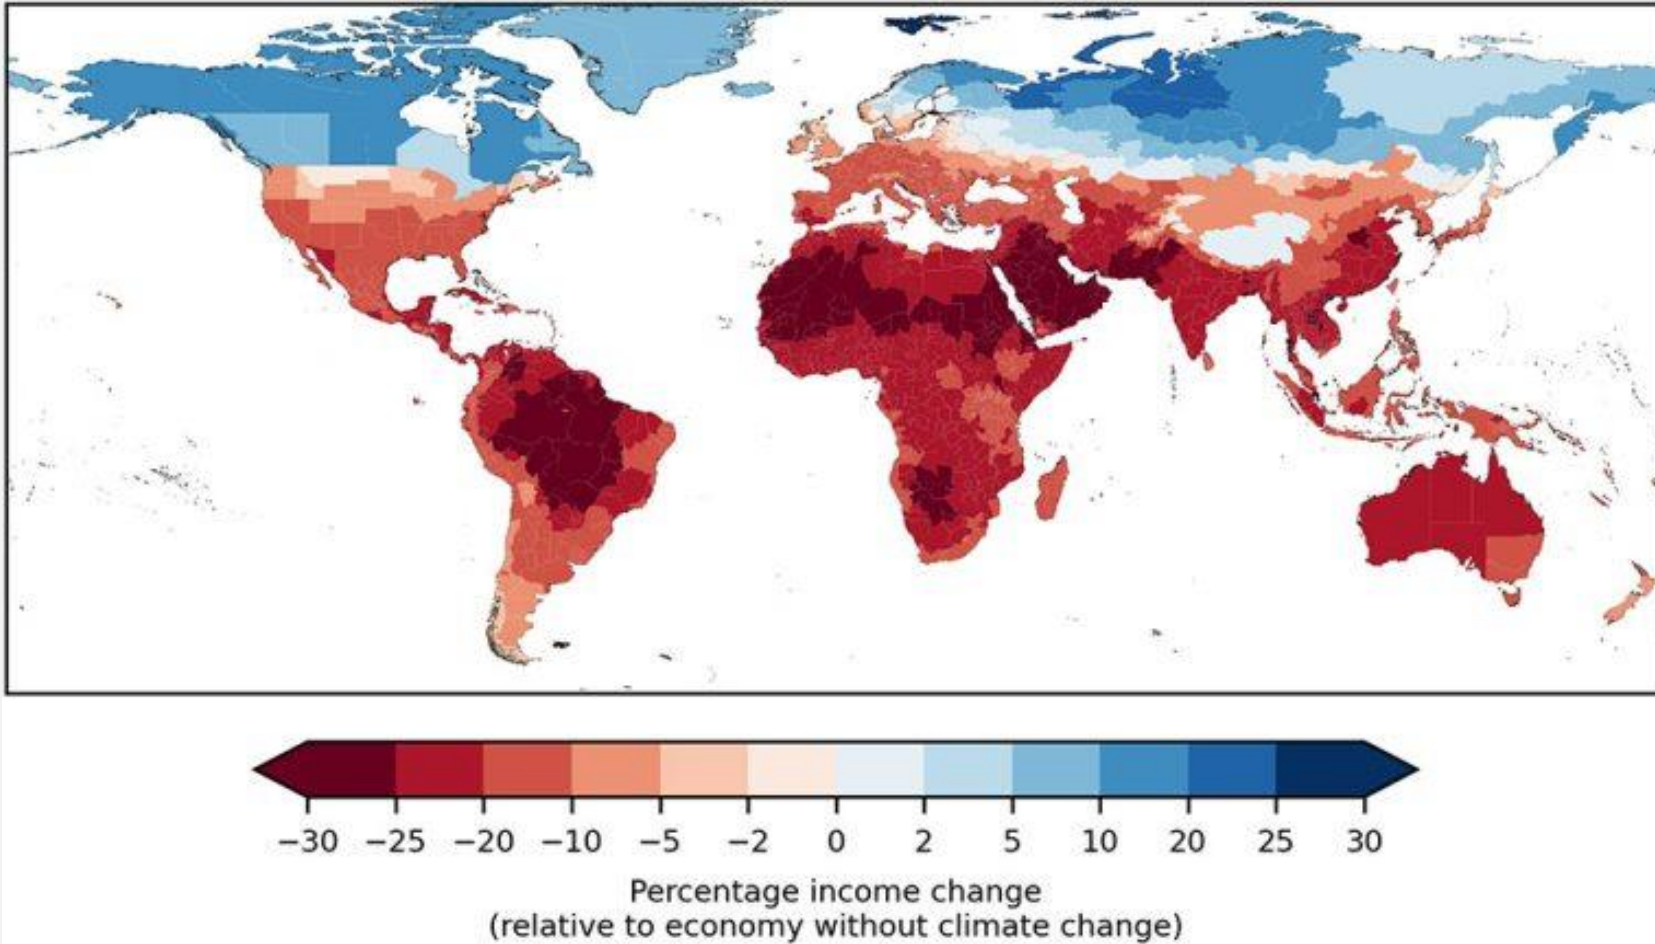 −30 −25 −20 −10 −5 −2 0 2 5 10 20 25 30
Percentage income change
(relative to economy without climate change)